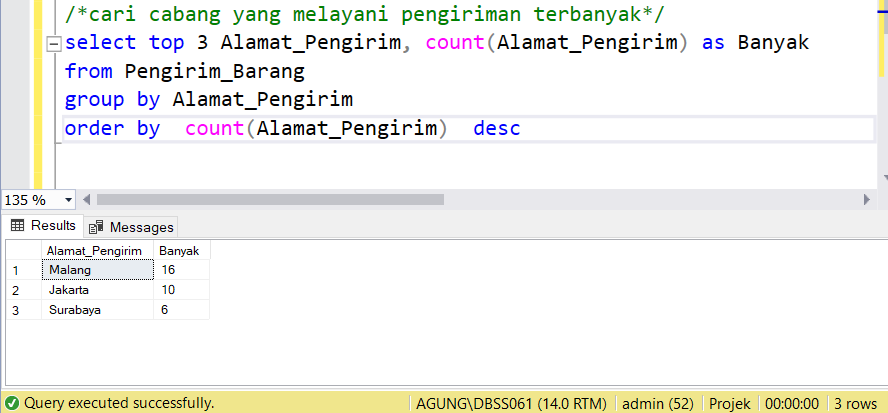 /*cari cabang yang melayani pengiriman terbanyak*/
select top 3 Alamat_Pengirim, count(Alamat_Pengirim) as Banyak
from Pengirim_Barang
group by Alamat_Pengirim
order by  count(Alamat_Pengirim)  desc
135 %
Results Messages
Alamat_Pengirim Banyak
1 Malang 16
2 Jakarta 10
3 Surabaya 6
Query executed successfully. AGUNG\DBSS061 (14.0 RTM) admin (52) Projek 00:00:00 3 rows